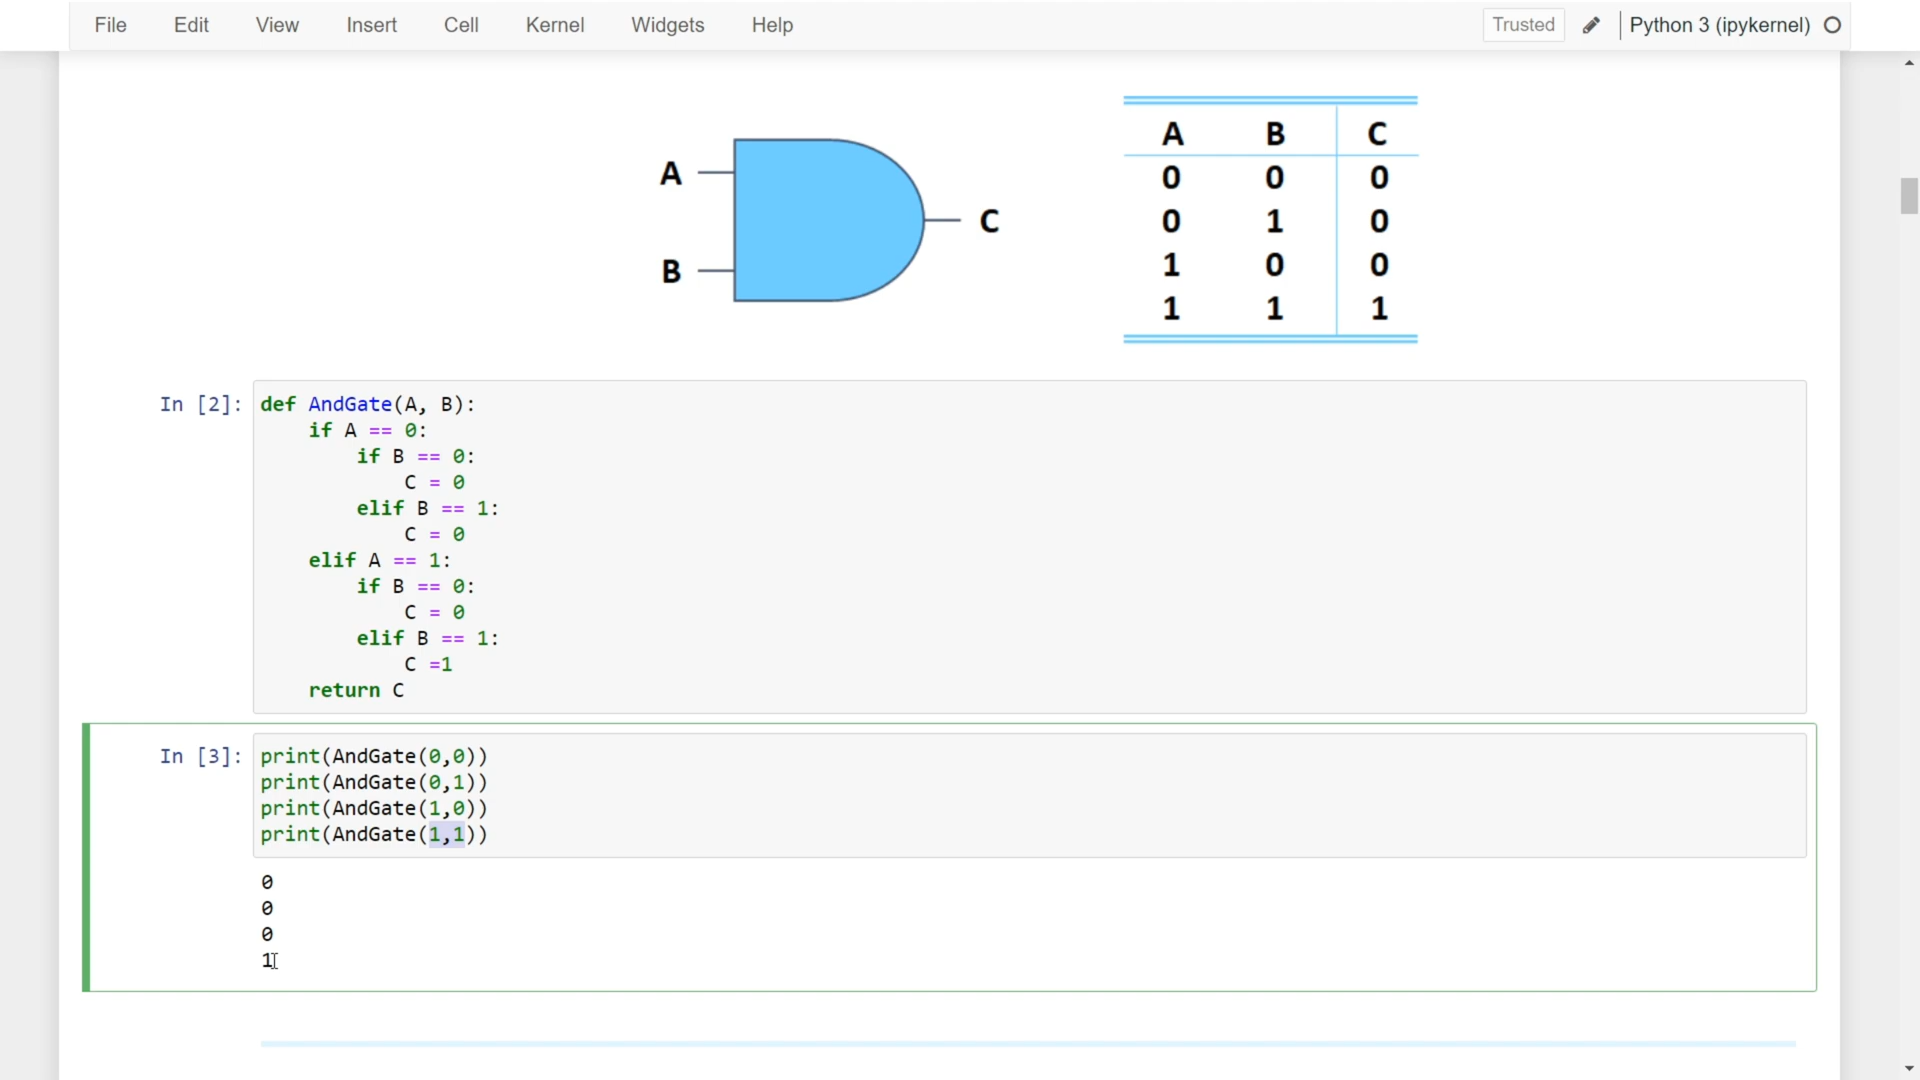 File Edit View Insert Cell Kernel Widgets Help Trusted Python 3 (ipykernel)
A
B
C
A B C
0 0 0
0 1 0
1 0 0
1 1 1
In [2]:
def AndGate(A, B):
    if A == 0:
        if B == 0:
            C = 0
        elif B == 1:
            C = 0
    elif A == 1:
        if B == 0:
            C = 0
        elif B == 1:
            C =1
    return C
In [3]:
print(AndGate(0,0))
print(AndGate(0,1))
print(AndGate(1,0))
print(AndGate(1,1))
0
0
0
1